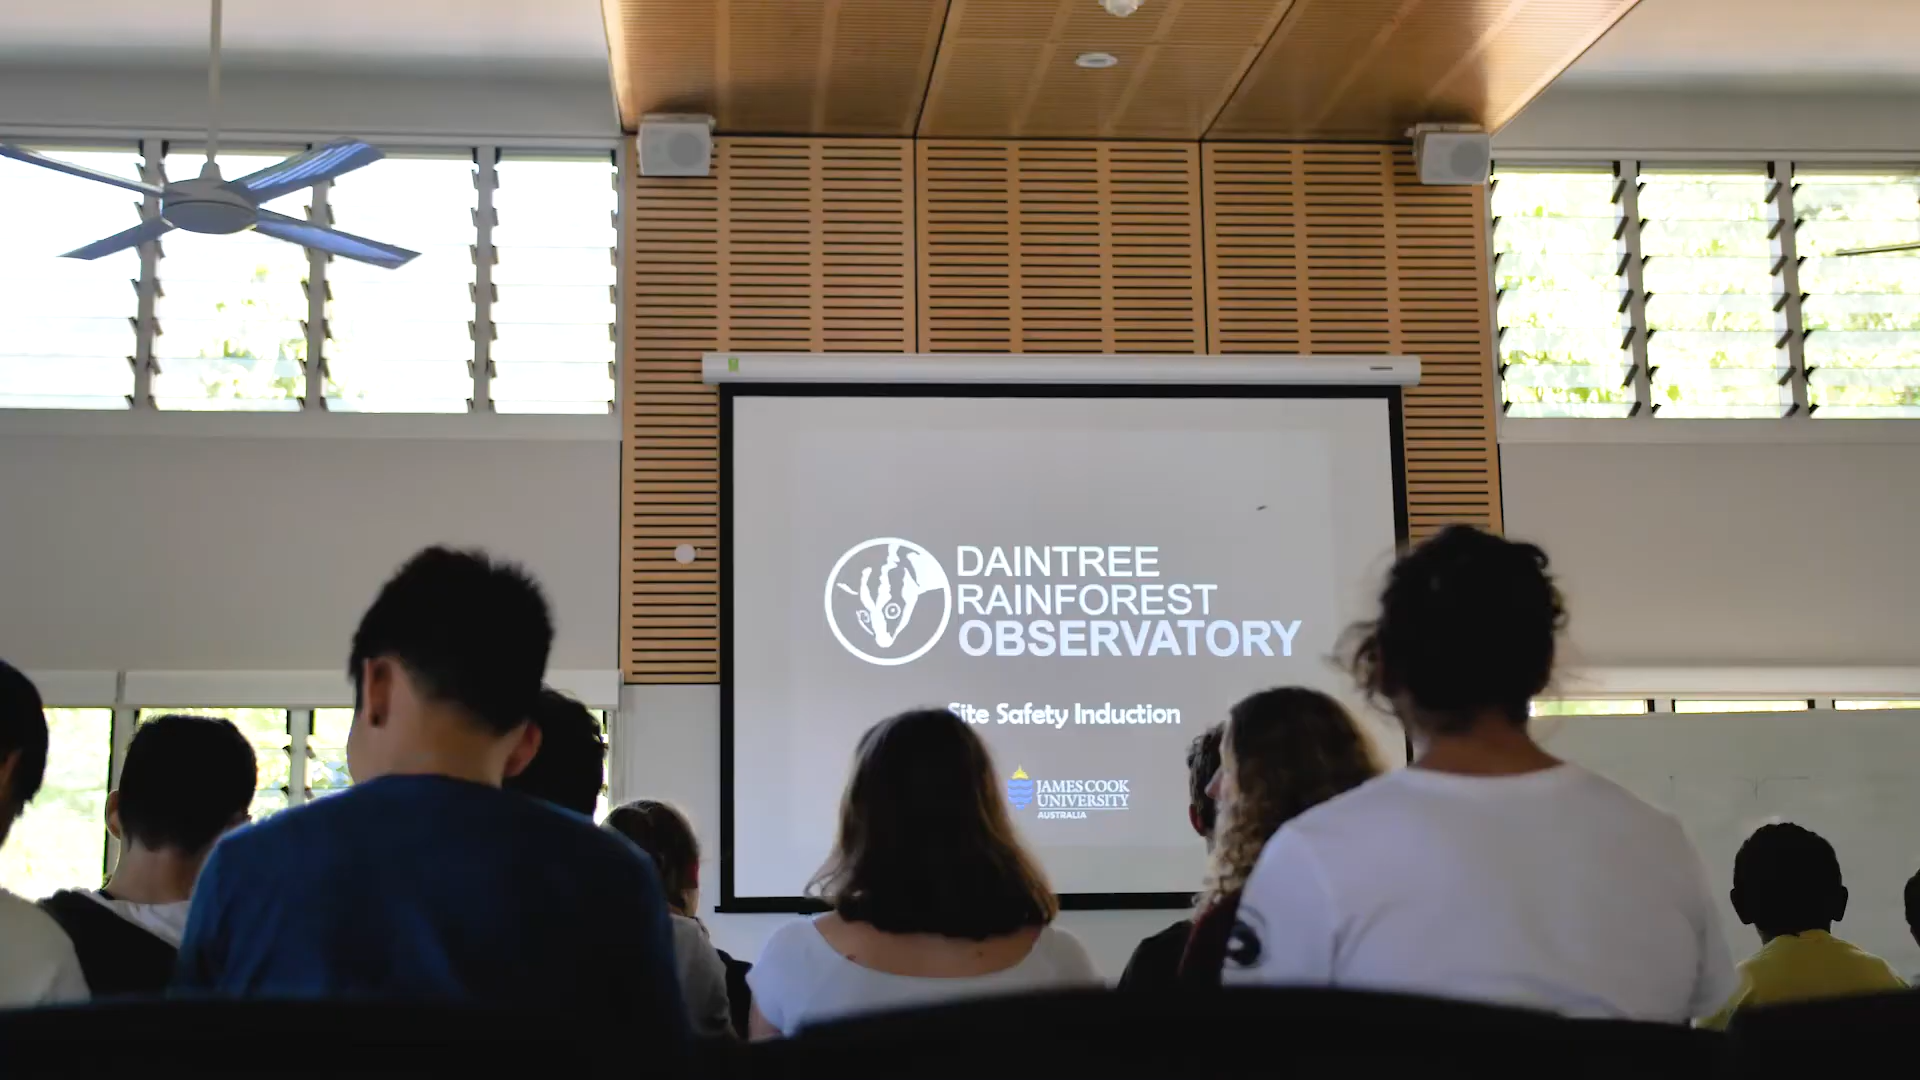 DAINTREE
RAINFOREST
OBSERVATORY
Site Safety Induction
JAMES COOK
UNIVERSITY
AUSTRALIA